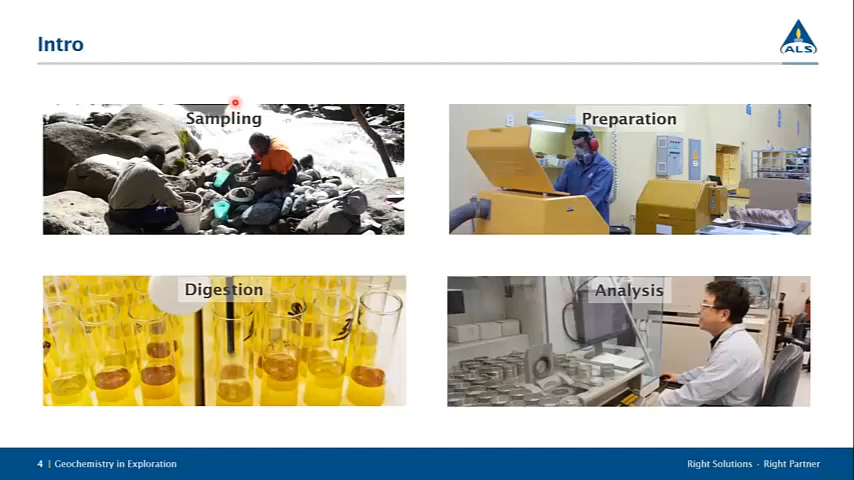 Intro
ALS
Sampling
Preparation
Digestion
Analysis
4 | Geochemistry in Exploration
Right Solutions · Right Partner